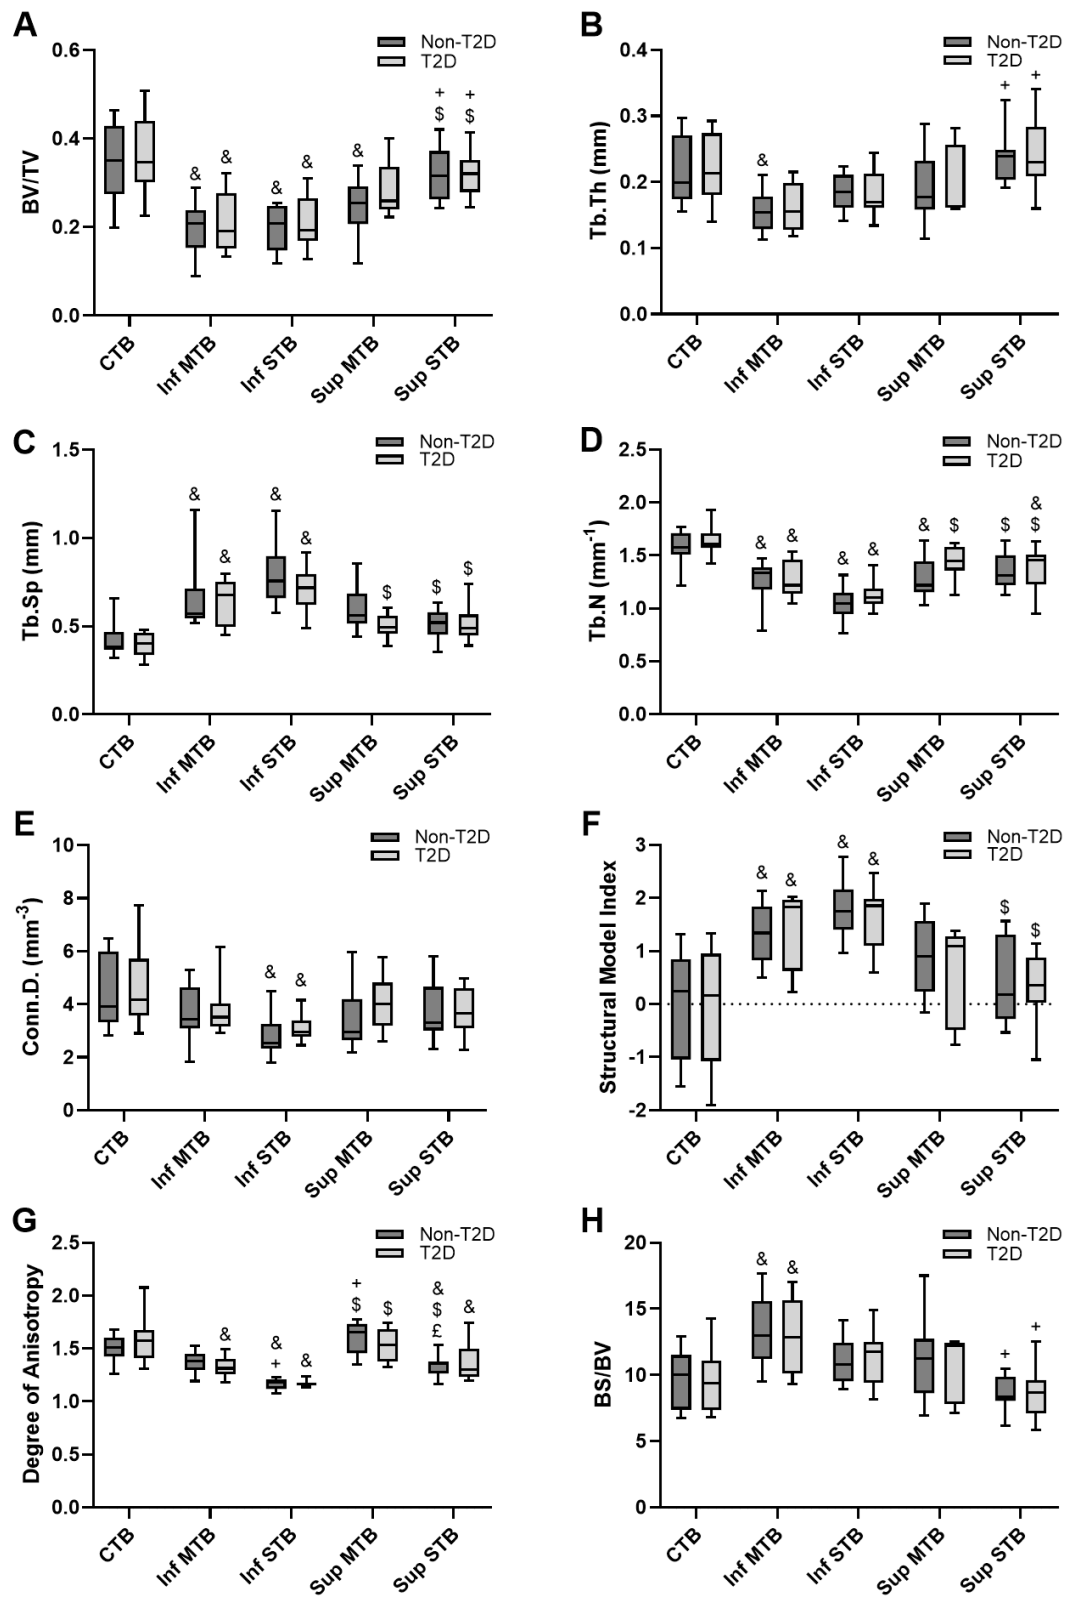 A
Non-T2D
T2D
BV/TV
0.6
0.4
0.2
0.0
& & & & & + $ + $
CTB
Inf MTB
Inf STB
Sup MTB
Sup STB
B
Non-T2D
T2D
Tb.Th (mm)
0.4
0.3
0.2
0.1
0.0
& + +
CTB
Inf MTB
Inf STB
Sup MTB
Sup STB
C
Non-T2D
T2D
Tb.Sp (mm)
1.5
1.0
0.5
0.0
& & & & $ $ $
CTB
Inf MTB
Inf STB
Sup MTB
Sup STB
D
Non-T2D
T2D
Tb.N (mm-1)
2.5
2.0
1.5
1.0
0.5
0.0
& & & & & $ $ & $
CTB
Inf MTB
Inf STB
Sup MTB
Sup STB
E
Non-T2D
T2D
Conn.D. (mm-3)
10
8
6
4
2
0
& &
CTB
Inf MTB
Inf STB
Sup MTB
Sup STB
F
Non-T2D
T2D
Structural Model Index
3
2
1
0
-1
-2
& & & & $ $
CTB
Inf MTB
Inf STB
Sup MTB
Sup STB
G
Non-T2D
T2D
Degree of Anisotropy
2.5
2.0
1.5
1.0
0.5
0.0
& & + & + $ $ & $ £ &
CTB
Inf MTB
Inf STB
Sup MTB
Sup STB
H
Non-T2D
T2D
BS/BV
20
15
10
5
0
& & + +
CTB
Inf MTB
Inf STB
Sup MTB
Sup STB